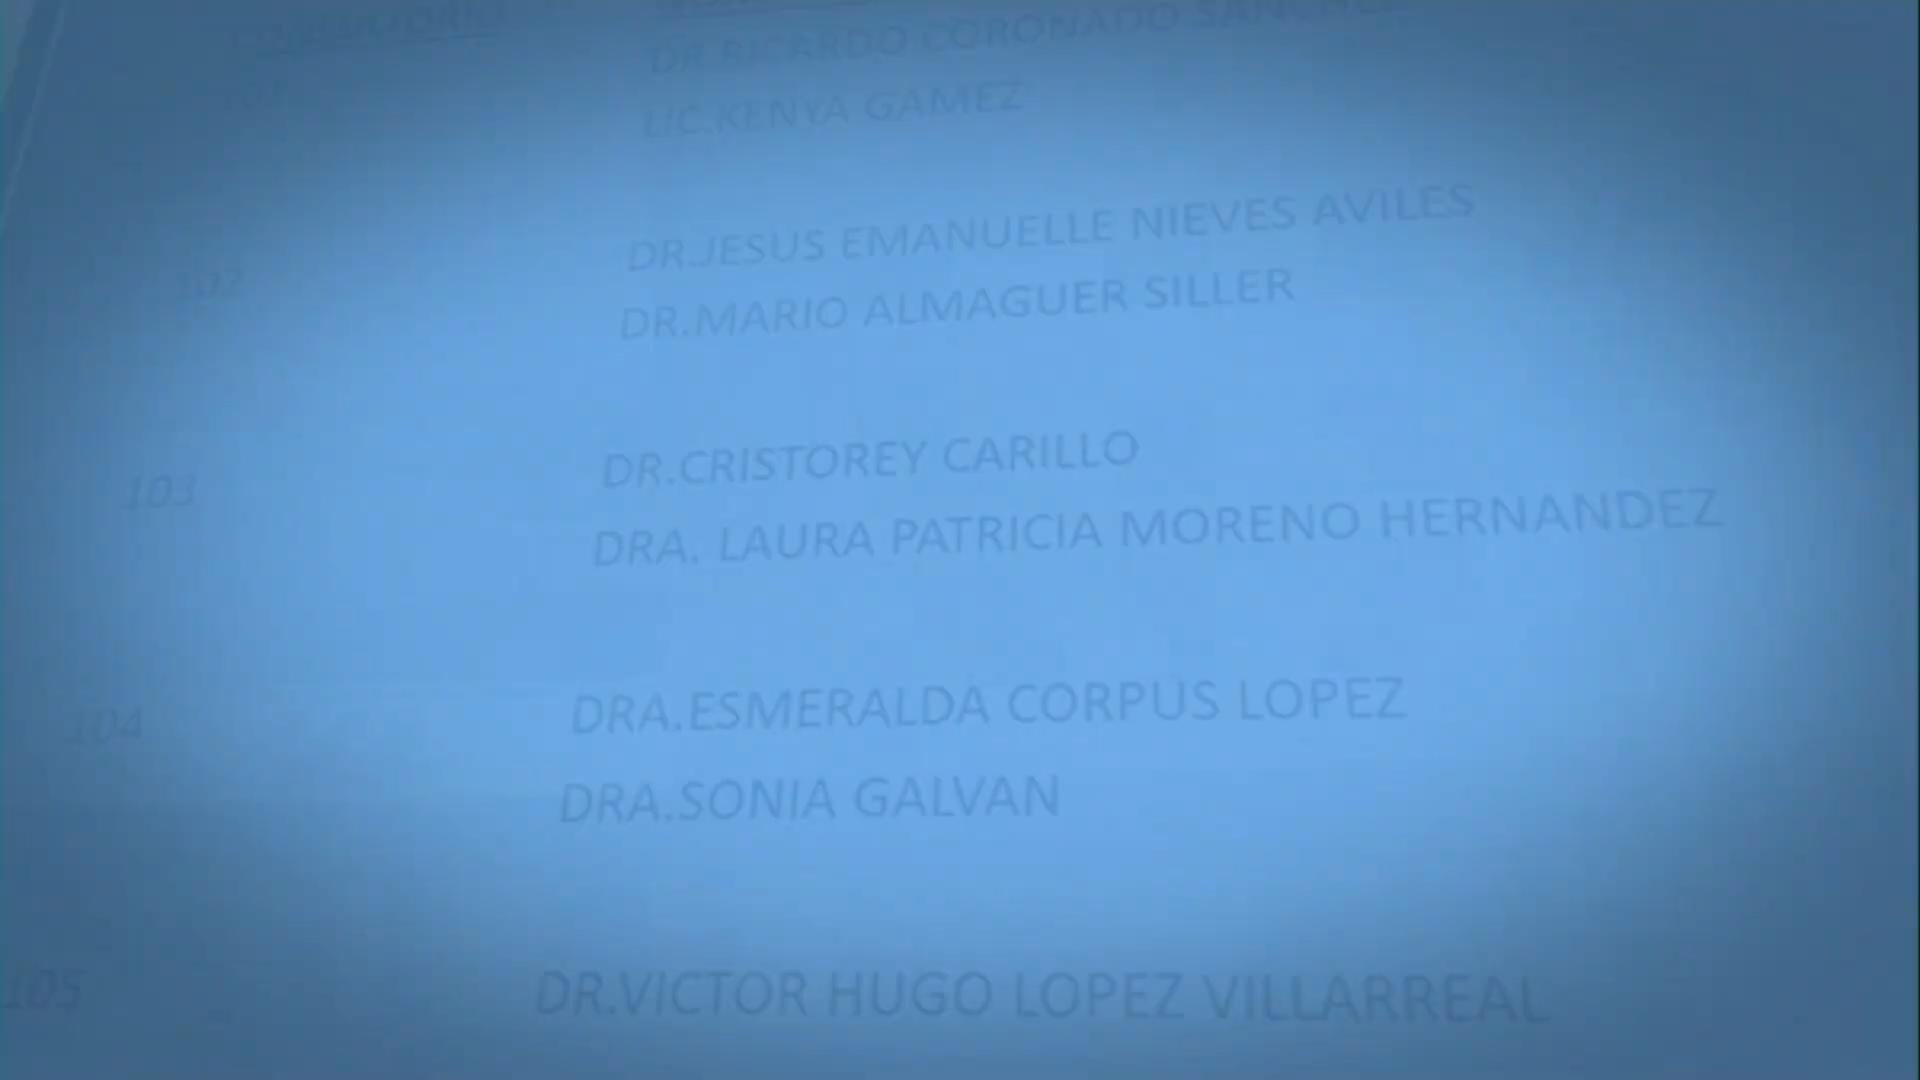 DR.RICARDO CORONADO
LIC.KENYA GAMEZ
102 DR.JESUS EMANUELLE NIEVES AVILES
DR.MARIO ALMAGUER SILLER
103 DR.CRISTOREY CARILLO
DRA. LAURA PATRICIA MORENO HERNANDEZ
104 DRA.ESMERALDA CORPUS LOPEZ
DRA.SONIA GALVAN
105 DR.VICTOR HUGO LOPEZ VILLARREAL